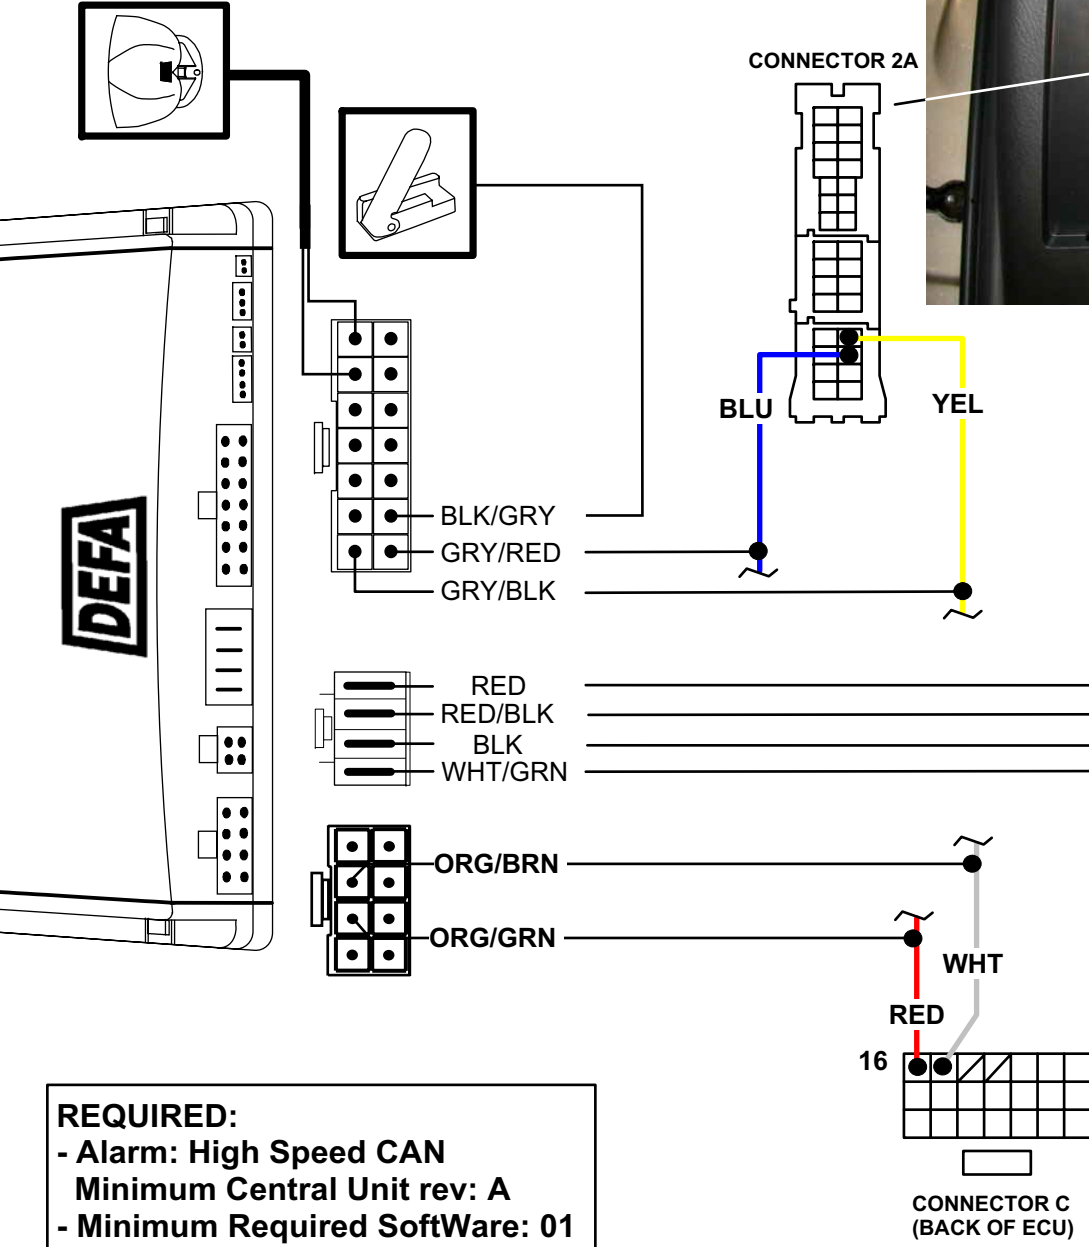 CONNECTOR 2A
BLU
YEL
BLK/GRY
GRY/RED
GRY/BLK
DEFA
RED
RED/BLK
BLK
WHT/GRN
ORG/BRN
ORG/GRN
WHT
RED
16
REQUIRED:
- Alarm: High Speed CAN
Minimum Central Unit rev: A
- Minimum Required SoftWare: 01
CONNECTOR C
(BACK OF ECU)